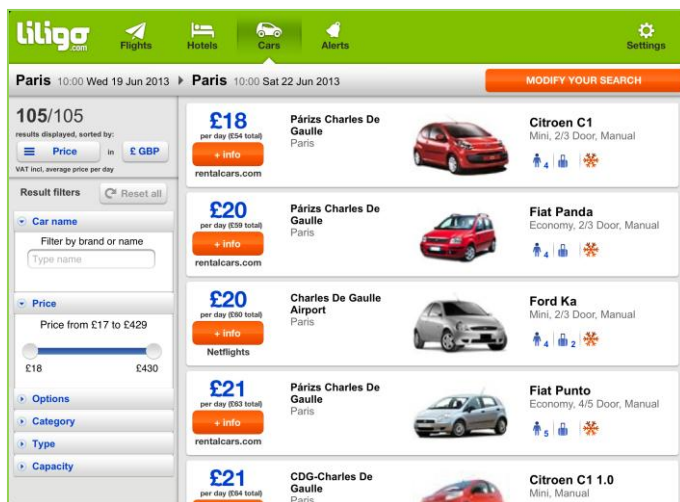 liligo
.com
Flights
Hotels
Cars
Alerts
Settings
Paris 10:00 Wed 19 Jun 2013 Paris 10:00 Sat 22 Jun 2013
MODIFY YOUR SEARCH
105/105
results displayed, sorted by:
Price in £ GBP
VAT incl, average price per day
Result filters Reset all
Car name
Filter by brand or name
Type name
Price
Price from £17 to £429
£18 £430
Options
Category
Type
Capacity
£18
per day (£54 total)
+ info
rentalcars.com
Párizs Charles De
Gaulle
Paris
Citroen C1
Mini, 2/3 Door, Manual
4
£20
per day (£59 total)
+ info
rentalcars.com
Párizs Charles De
Gaulle
Paris
Fiat Panda
Economy, 2/3 Door, Manual
4
£20
per day (£60 total)
+ info
Netflights
Charles De Gaulle
Airport
Paris
Ford Ka
Mini, 2/3 Door, Manual
4 2
£21
per day (£63 total)
+ info
rentalcars.com
Párizs Charles De
Gaulle
Paris
Fiat Punto
Economy, 4/5 Door, Manual
5
£21
per day (£64 total)
CDG-Charles De
Gaulle
Paris
Citroen C1 1.0
Mini, Manual